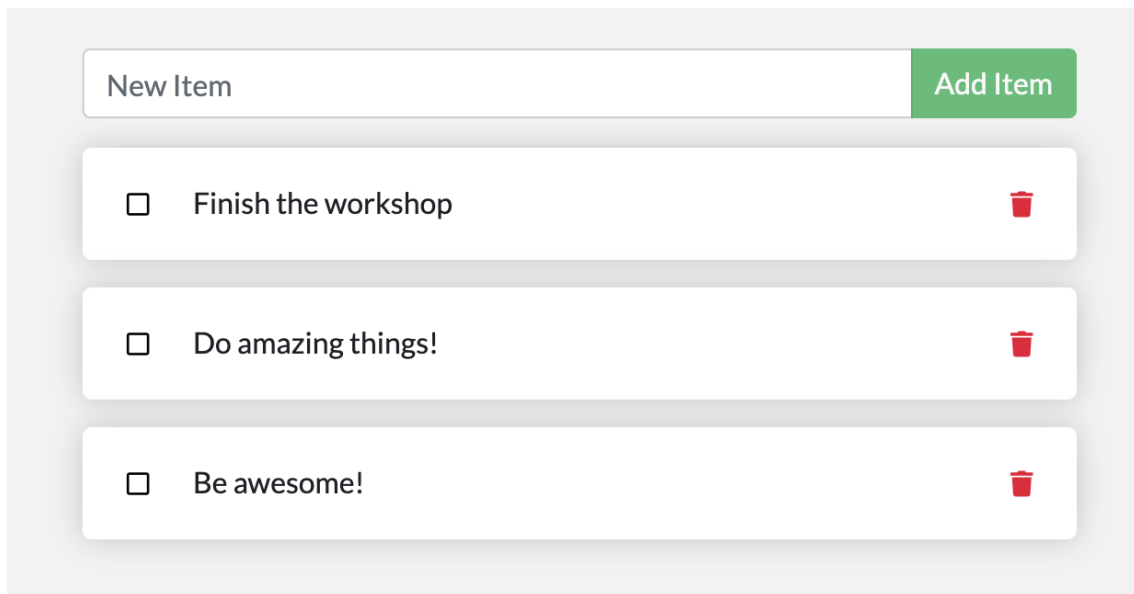 New Item
Add Item
Finish the workshop
Do amazing things!
Be awesome!